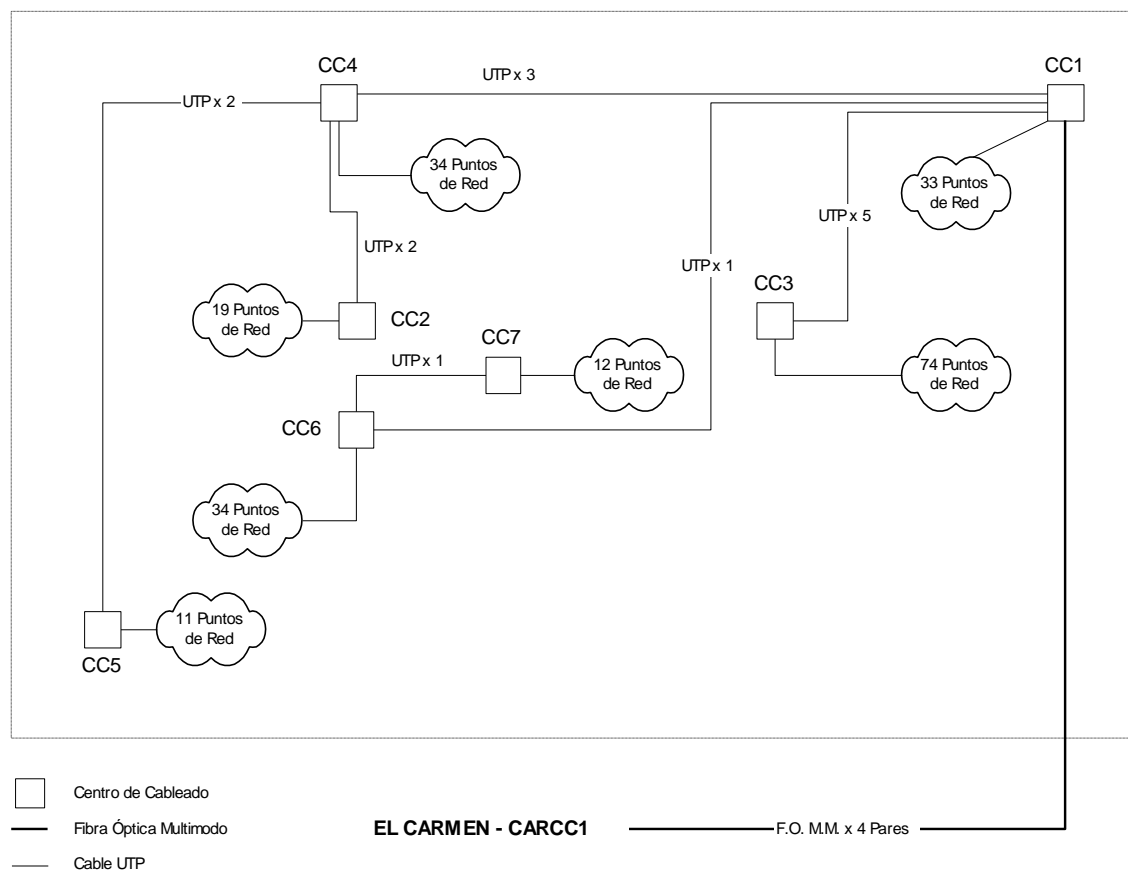 CC4
UTP x 3
CC1
UTP x 2
34 Puntos
de Red
33 Puntos
de Red
UTP x 5
UTP x 2
UTP x 1
CC3
19 Puntos
de Red
CC2
CC7
UTP x 1
12 Puntos
de Red
74 Puntos
de Red
CC6
34 Puntos
de Red
11 Puntos
de Red
CC5
Centro de Cableado
Fibra Óptica Multimodo
EL CARMEN - CARCC1
F.O. M.M. x 4 Pares
Cable UTP